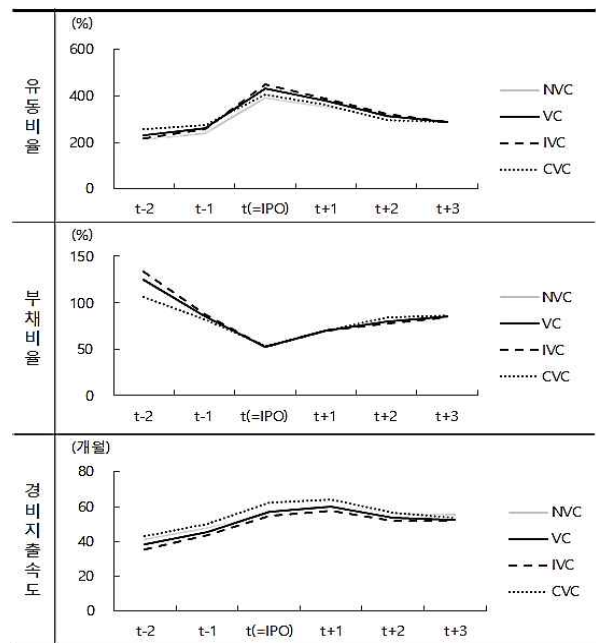 유동비율
(%)
600
400
200
0
t-2 t-1 t(=IPO) t+1 t+2 t+3
NVC
VC
IVC
CVC
부채비율
(%)
150
100
50
0
t-2 t-1 t(=IPO) t+1 t+2 t+3
NVC
VC
IVC
CVC
경비지출속도
(개월)
80
60
40
20
0
t-2 t-1 t(=IPO) t+1 t+2 t+3
NVC
VC
IVC
CVC